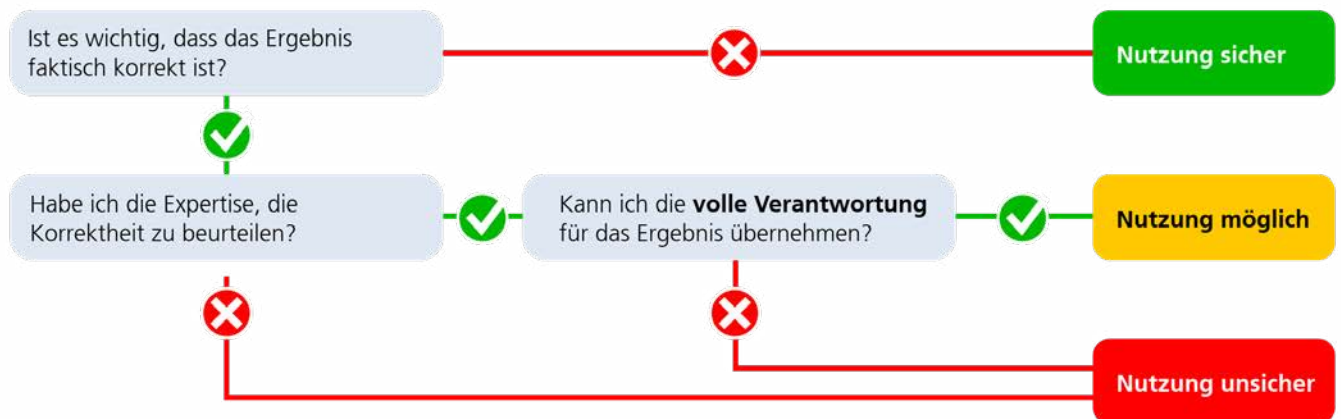 Ist es wichtig, dass das Ergebnis
faktisch korrekt ist?
Nutzung sicher
Habe ich die Expertise, die
Korrektheit zu beurteilen?
Kann ich die volle Verantwortung
für das Ergebnis übernehmen?
Nutzung möglich
Nutzung unsicher